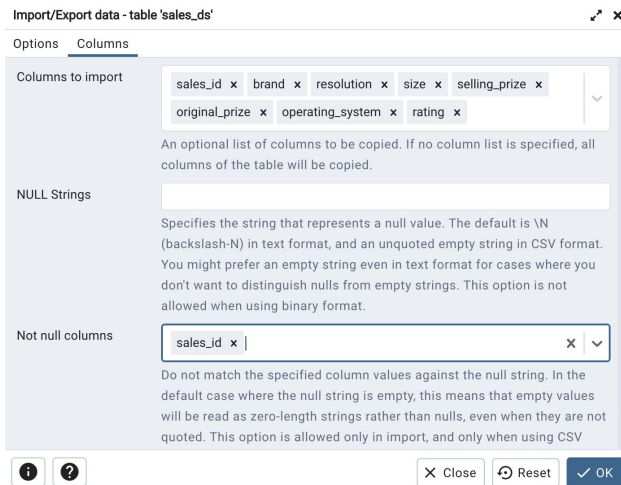 Import/Export data - table 'sales_ds'
Options Columns
Columns to import
sales_id x brand x resolution x size x selling_prize x
original_prize x operating_system x rating x
An optional list of columns to be copied. If no column list is specified, all
columns of the table will be copied.
NULL Strings
Specifies the string that represents a null value. The default is \N
(backslash-N) in text format, and an unquoted empty string in CSV format.
You might prefer an empty string even in text format for cases where you
don't want to distinguish nulls from empty strings. This option is not
allowed when using binary format.
Not null columns
sales_id x
Do not match the specified column values against the null string. In the
default case where the null string is empty, this means that empty values
will be read as zero-length strings rather than nulls, even when they are not
quoted. This option is allowed only in import, and only when using CSV
Close Reset OK